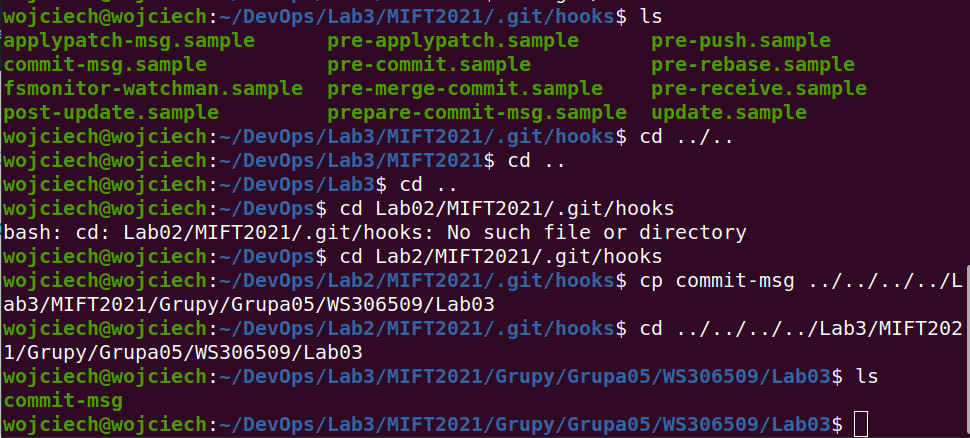 wojciech@wojciech:~/DevOps/Lab3/MIFT2021/.git/hooks$ ls
applypatch-msg.sample      pre-applypatch.sample      pre-push.sample
commit-msg.sample          pre-commit.sample          pre-rebase.sample
fsmonitor-watchman.sample  pre-merge-commit.sample    pre-receive.sample
post-update.sample         prepare-commit-msg.sample  update.sample
wojciech@wojciech:~/DevOps/Lab3/MIFT2021/.git/hooks$ cd ../..
wojciech@wojciech:~/DevOps/Lab3/MIFT2021$ cd ..
wojciech@wojciech:~/DevOps/Lab3$ cd ..
wojciech@wojciech:~/DevOps$ cd Lab02/MIFT2021/.git/hooks
bash: cd: Lab02/MIFT2021/.git/hooks: No such file or directory
wojciech@wojciech:~/DevOps$ cd Lab2/MIFT2021/.git/hooks
wojciech@wojciech:~/DevOps/Lab2/MIFT2021/.git/hooks$ cp commit-msg ../../../../L
ab3/MIFT2021/Grupy/Grupa05/WS306509/Lab03
wojciech@wojciech:~/DevOps/Lab2/MIFT2021/.git/hooks$ cd ../../../../Lab3/MIFT202
1/Grupy/Grupa05/WS306509/Lab03
wojciech@wojciech:~/DevOps/Lab3/MIFT2021/Grupy/Grupa05/WS306509/Lab03$ ls
commit-msg
wojciech@wojciech:~/DevOps/Lab3/MIFT2021/Grupy/Grupa05/WS306509/Lab03$